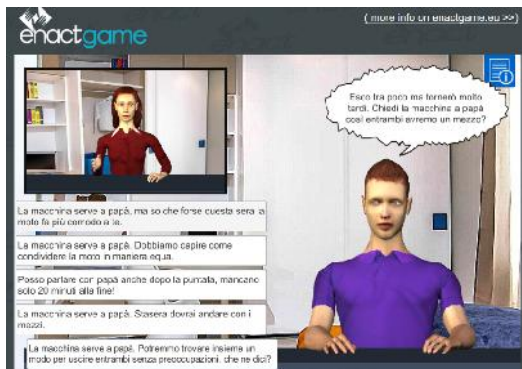 enactgame
( more info on enactgame.eu >>)
Esco tra poco ma tornerò molto
tardi. Chiedi la macchina a papà
così entrambi avremo un mezzo?
La macchina serve a papà, ma so che forse questa sera la
moto fa più comodo a te.
La macchina serve a papà. Dobbiamo capire come
condividere la moto in maniera equa.
Posso parlare con papà anche dopo la puntata, mancano
solo 20 minuti alla fine!
La macchina serve a papà. Stasera dovrai andare con i
mezzi.
La macchina serve a papà. Potremmo trovare insieme un
modo per uscire entrambi senza preoccupazioni, che ne dici?